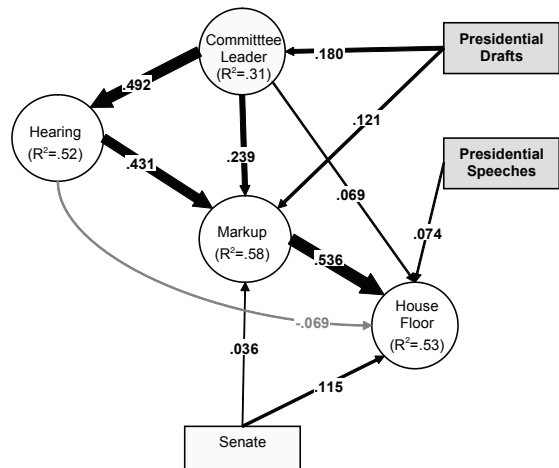 Committtee
Leader
(R²=.31)
Presidential
Drafts
.180
.492
Hearing
(R²=.52)
.431
.239
.121
Presidential
Speeches
.069
.074
Markup
(R²=.58)
.536
House
Floor
(R²=.53)
-.069
.036
.115
Senate